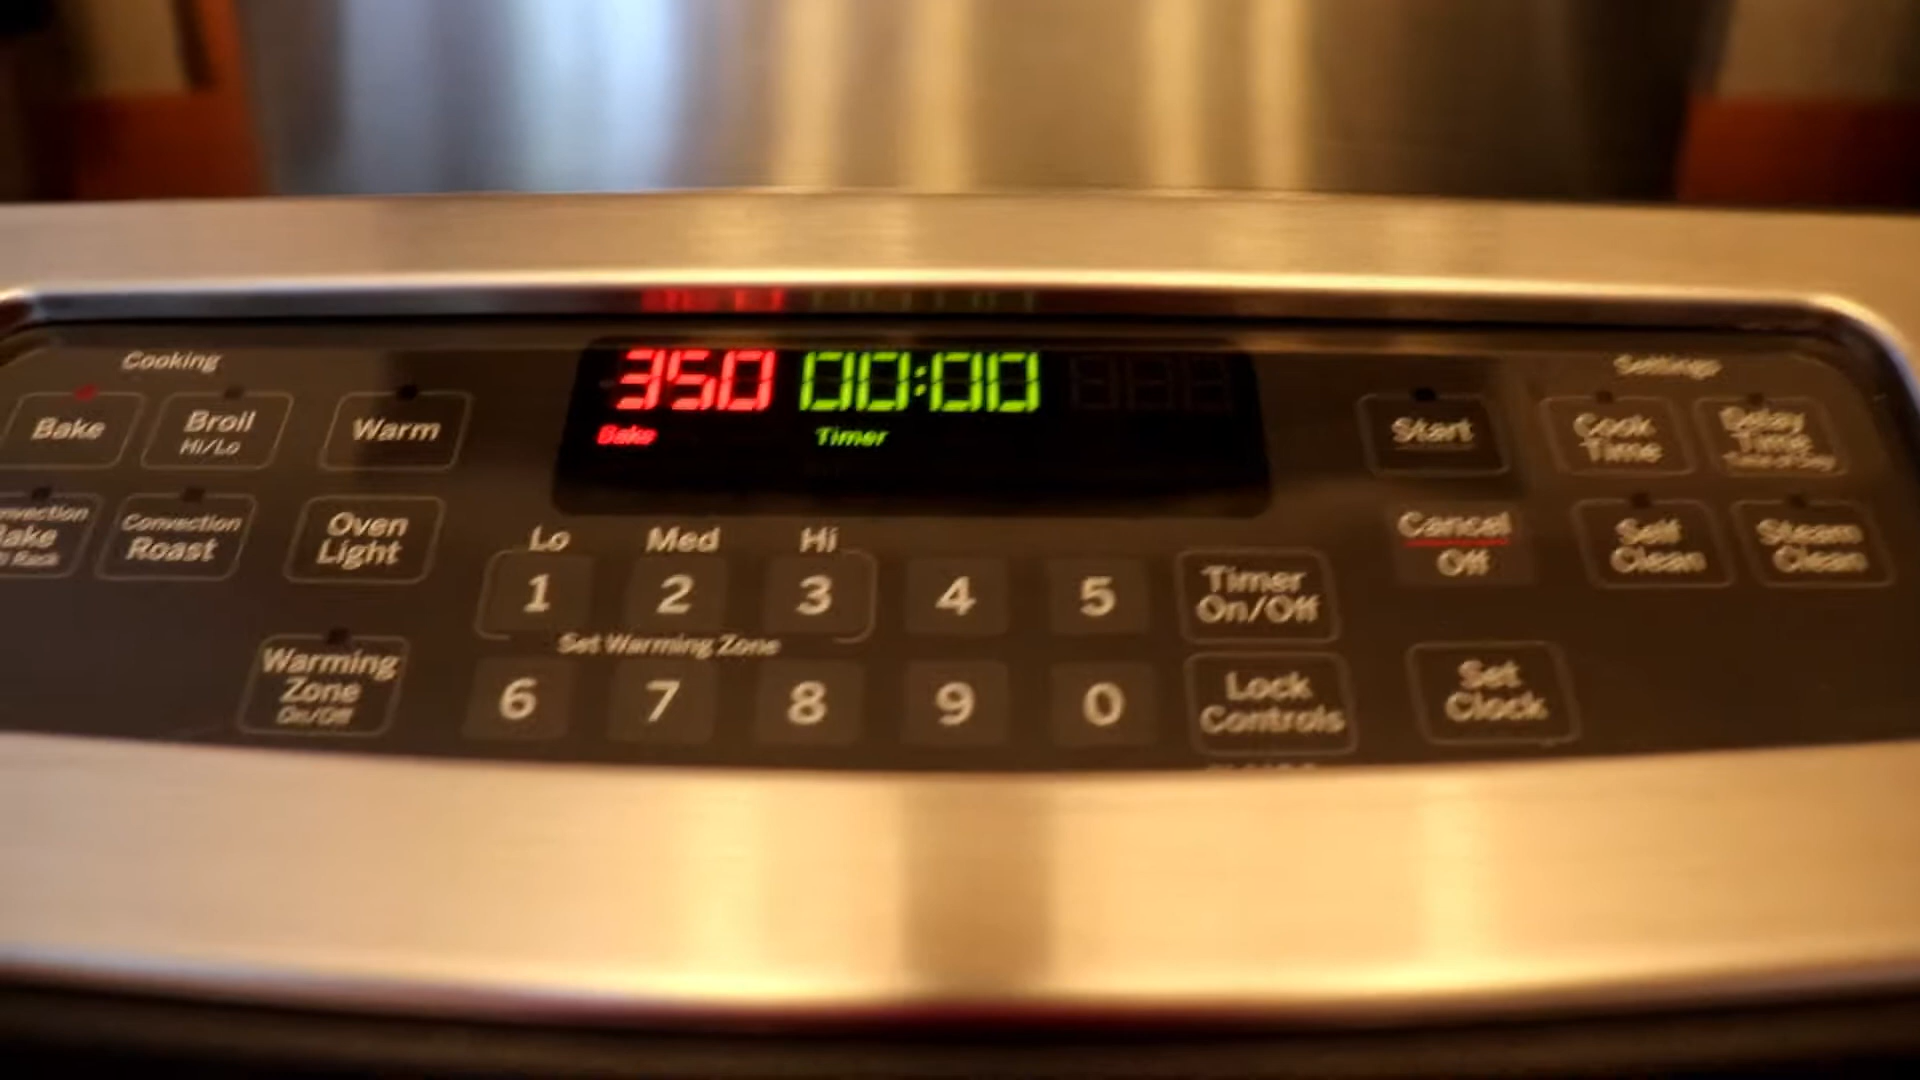 Cooking
Settings
350 00:00
Bake
Timer
Bake
Broil
Hi/Lo
Warm
Start
Cook
Time
Delay
Time
Convection
Roast
Oven
Light
Lo
Med
Hi
1
2
3
4
5
Timer
On/Off
Cancel
Off
Self
Clean
Steam
Clean
Set Warming Zone
Warming
Zone
On/Off
6
7
8
9
0
Lock
Controls
Set
Clock